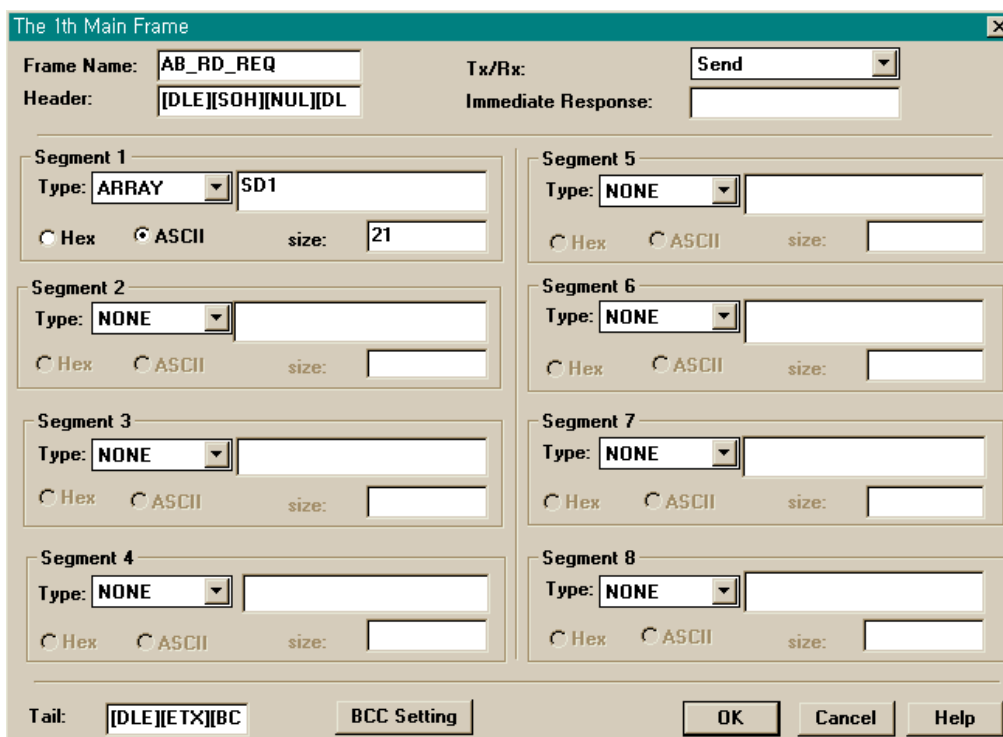 The 1th Main Frame
Frame Name: AB_RD_REQ
Tx/Rx: Send
Header: [DLE][SOH][NUL][DL
Immediate Response:
Segment 1
Type: ARRAY SD1
Hex ASCII size: 21
Segment 2
Type: NONE
Hex ASCII size:
Segment 3
Type: NONE
Hex ASCII size:
Segment 4
Type: NONE
Hex ASCII size:
Segment 5
Type: NONE
Hex ASCII size:
Segment 6
Type: NONE
Hex ASCII size:
Segment 7
Type: NONE
Hex ASCII size:
Segment 8
Type: NONE
Hex ASCII size:
Tail: [DLE][ETX][BC
BCC Setting
OK
Cancel
Help